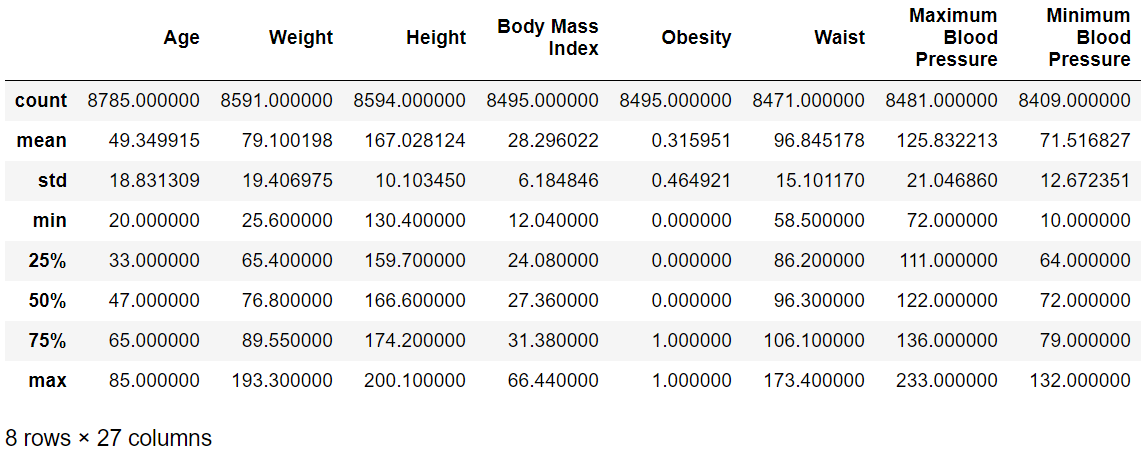 Age Weight Height Body Mass Index Obesity Waist Maximum Blood Pressure Minimum Blood Pressure
count 8785.000000 8591.000000 8594.000000 8495.000000 8495.000000 8471.000000 8481.000000 8409.000000
mean 49.349915 79.100198 167.028124 28.296022 0.315951 96.845178 125.832213 71.516827
std 18.831309 19.406975 10.103450 6.184846 0.464921 15.101170 21.046860 12.672351
min 20.000000 25.600000 130.400000 12.040000 0.000000 58.500000 72.000000 10.000000
25% 33.000000 65.400000 159.700000 24.080000 0.000000 86.200000 111.000000 64.000000
50% 47.000000 76.800000 166.600000 27.360000 0.000000 96.300000 122.000000 72.000000
75% 65.000000 89.550000 174.200000 31.380000 1.000000 106.100000 136.000000 79.000000
max 85.000000 193.300000 200.100000 66.440000 1.000000 173.400000 233.000000 132.000000
8 rows × 27 columns